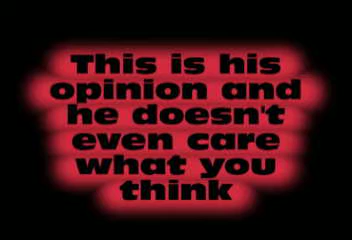 This is his
opinion and
he doesn't
even care
what you
think